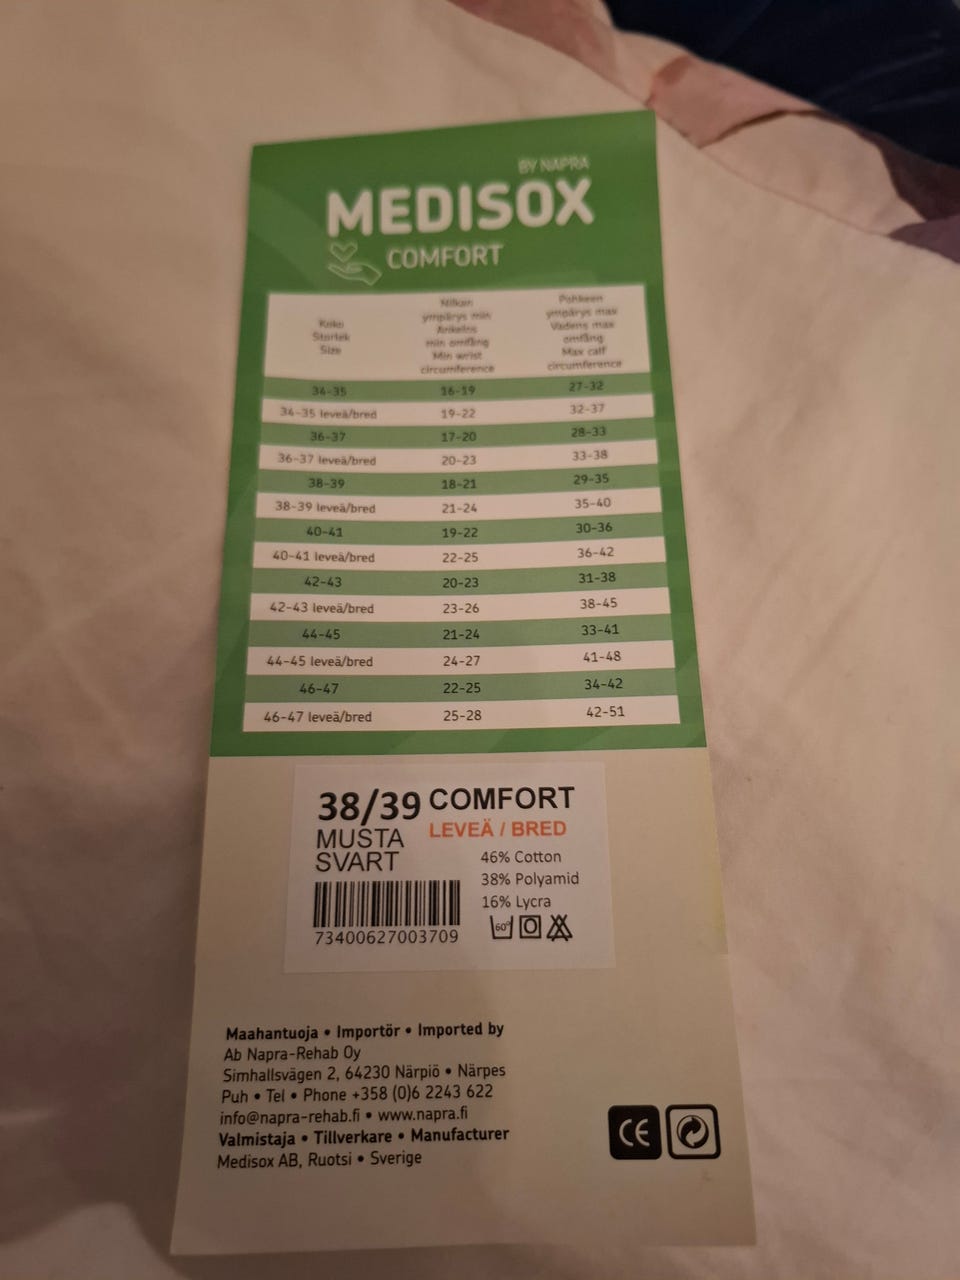 BY NAPRA
MEDISOX
COMFORT
Koko
Storlek
Size
Nilkan
ympärys min
Ankelns
min omfång
Min wrist
circumference
Pohkeen
ympärys max
Vadens max
omfång
Max calf
circumference
34-35 16-19 27-32
34-35 leveä/bred 19-22 32-37
36-37 17-20 28-33
36-37 leveä/bred 20-23 33-38
38-39 18-21 29-35
38-39 leveä/bred 21-24 35-40
40-41 19-22 30-36
40-41 leveä/bred 22-25 36-42
42-43 20-23 31-38
42-43 leveä/bred 23-26 38-45
44-45 21-24 33-41
44-45 leveä/bred 24-27 41-48
46-47 22-25 34-42
46-47 leveä/bred 25-28 42-51
38/39 COMFORT
LEVEÄ / BRED
MUSTA
SVART
46% Cotton
38% Polyamid
16% Lycra
60°
73400627003709
Maahantuoja • Importör • Imported by
Ab Napra-Rehab Oy
Simhallsvägen 2, 64230 Närpiö • Närpes
Puh • Tel • Phone +358 (0)6 2243 622
info@napra-rehab.fi • www.napra.fi
Valmistaja • Tillverkare • Manufacturer
Medisox AB, Ruotsi • Sverige
CE